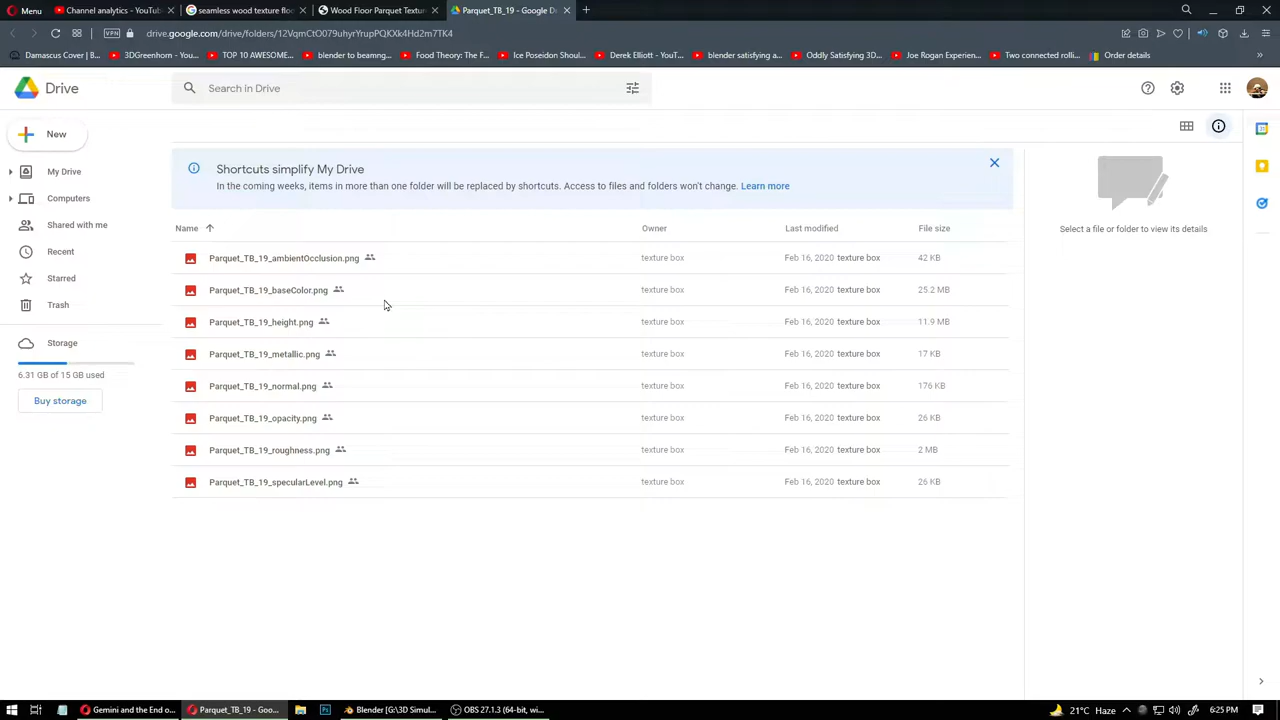 Menu
Channel analytics - YouTub
seamless wood texture floo
Wood Floor Parquet Textur
Parquet_TB_19 - Google D
VPN
drive.google.com/drive/folders/12VqmCtO079uhyrYrupPQKXk4Hd2m7TK4
Damascus Cover | B...
3DGreenhorn - YouT...
TOP 10 AWESOME...
blender to beamng...
Food Theory: The F...
Ice Poseidon Shoul...
Derek Elliott - YouT...
blender satisfying a...
Oddly Satisfying 3D...
Joe Rogan Experien...
Two connected rolli...
Order details
Drive
Search in Drive
New
My Drive
Computers
Shared with me
Recent
Starred
Trash
Storage
6.31 GB of 15 GB used
Buy storage
Shortcuts simplify My Drive
In the coming weeks, items in more than one folder will be replaced by shortcuts. Access to files and folders won't change. Learn more
Name Owner Last modified File size
Parquet_TB_19_ambientOcclusion.png texture box Feb 16, 2020 texture box 42 KB
Parquet_TB_19_baseColor.png texture box Feb 16, 2020 texture box 25.2 MB
Parquet_TB_19_height.png texture box Feb 16, 2020 texture box 11.9 MB
Parquet_TB_19_metallic.png texture box Feb 16, 2020 texture box 17 KB
Parquet_TB_19_normal.png texture box Feb 16, 2020 texture box 176 KB
Parquet_TB_19_opacity.png texture box Feb 16, 2020 texture box 26 KB
Parquet_TB_19_roughness.png texture box Feb 16, 2020 texture box 2 MB
Parquet_TB_19_specularLevel.png texture box Feb 16, 2020 texture box 26 KB
Select a file or folder to view its details
Gemini and the End o...
Parquet_TB_19 - Goo...
Blender [G:\3D Simul...
OBS 27.1.3 (64-bit, wi...
21°C Haze
6:25 PM